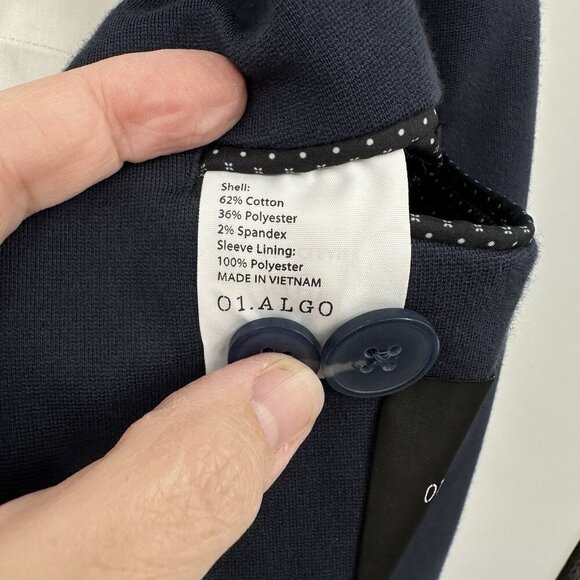 Shell:
62% Cotton
36% Polyester
2% Spandex
Sleeve Lining:
100% Polyester
MADE IN VIETNAM
01.ALGO